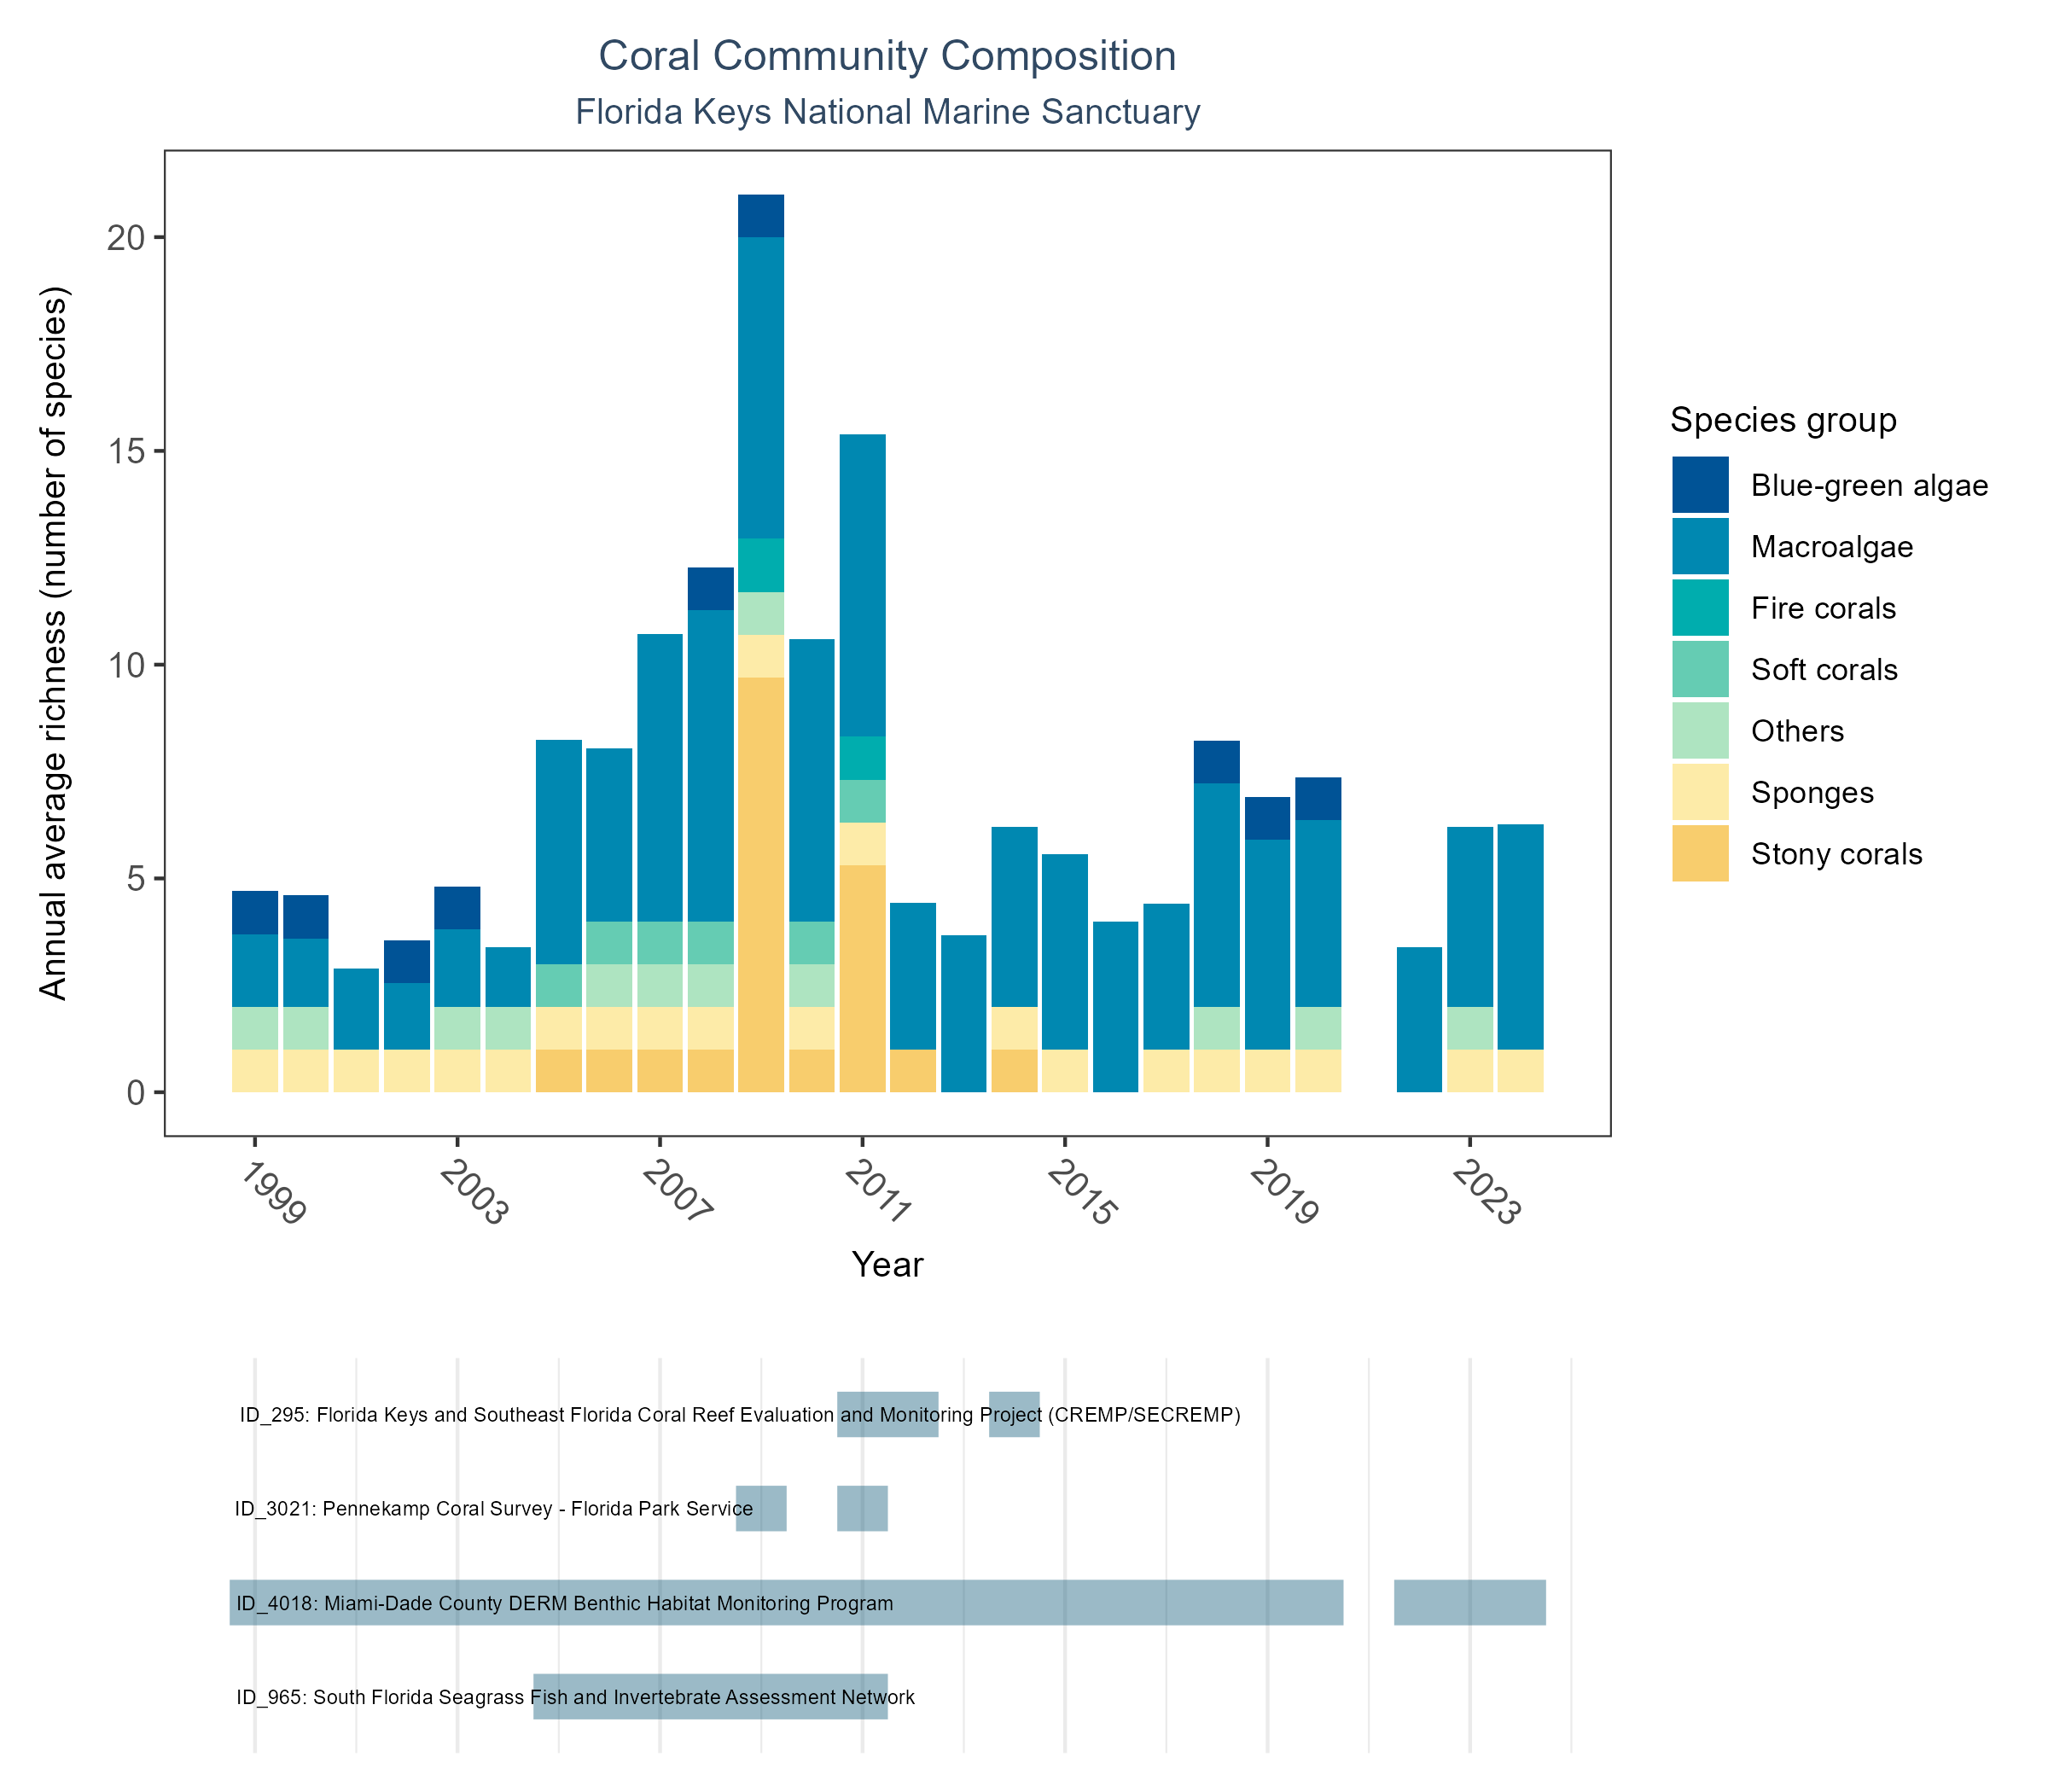 Coral Community Composition
Florida Keys National Marine Sanctuary
Annual average richness (number of species)
20
15
10
5
0
1999 2003 2007 2011 2015 2019 2023
Year
Species group
Blue-green algae
Macroalgae
Fire corals
Soft corals
Others
Sponges
Stony corals
ID_295: Florida Keys and Southeast Florida Coral Reef Evaluation and Monitoring Project (CREMP/SECREMP)
ID_3021: Pennekamp Coral Survey - Florida Park Service
ID_4018: Miami-Dade County DERM Benthic Habitat Monitoring Program
ID_965: South Florida Seagrass Fish and Invertebrate Assessment Network